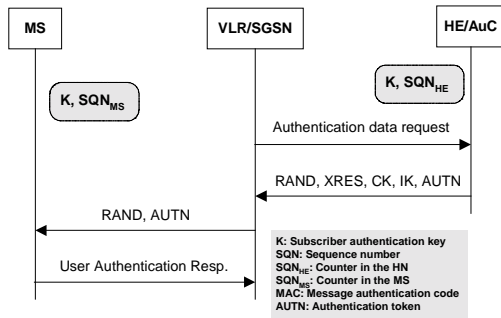 MS
VLR/SGSN
HE/AuC
K, SQN_MS
K, SQN_HE
Authentication data request
RAND, XRES, CK, IK, AUTN
RAND, AUTN
User Authentication Resp.
K: Subscriber authentication key
SQN: Sequence number
SQN_HE: Counter in the HN
SQN_MS: Counter in the MS
MAC: Message authentication code
AUTN: Authentication token